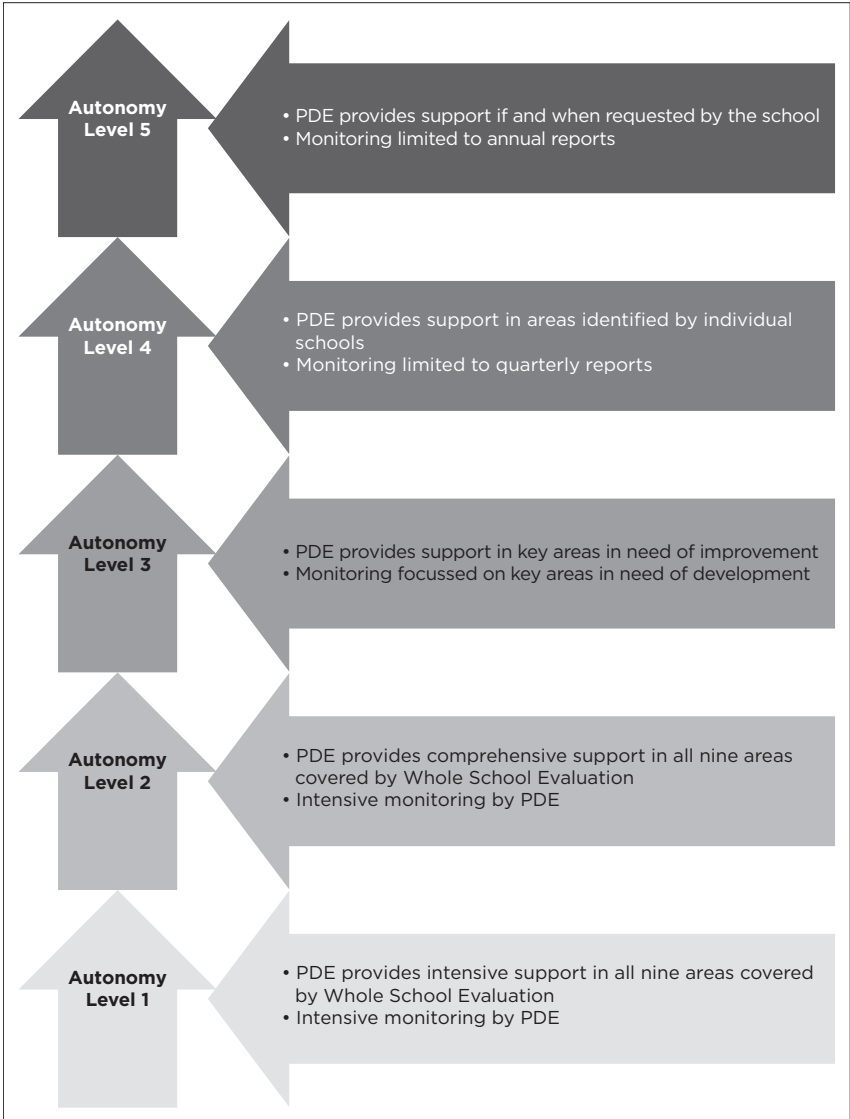 Autonomy
Level 5
• PDE provides support if and when requested by the school
• Monitoring limited to annual reports
Autonomy
Level 4
• PDE provides support in areas identified by individual
schools
• Monitoring limited to quarterly reports
Autonomy
Level 3
• PDE provides support in key areas in need of improvement
• Monitoring focussed on key areas in need of development
Autonomy
Level 2
• PDE provides comprehensive support in all nine areas
covered by Whole School Evaluation
• Intensive monitoring by PDE
Autonomy
Level 1
• PDE provides intensive support in all nine areas covered
by Whole School Evaluation
• Intensive monitoring by PDE